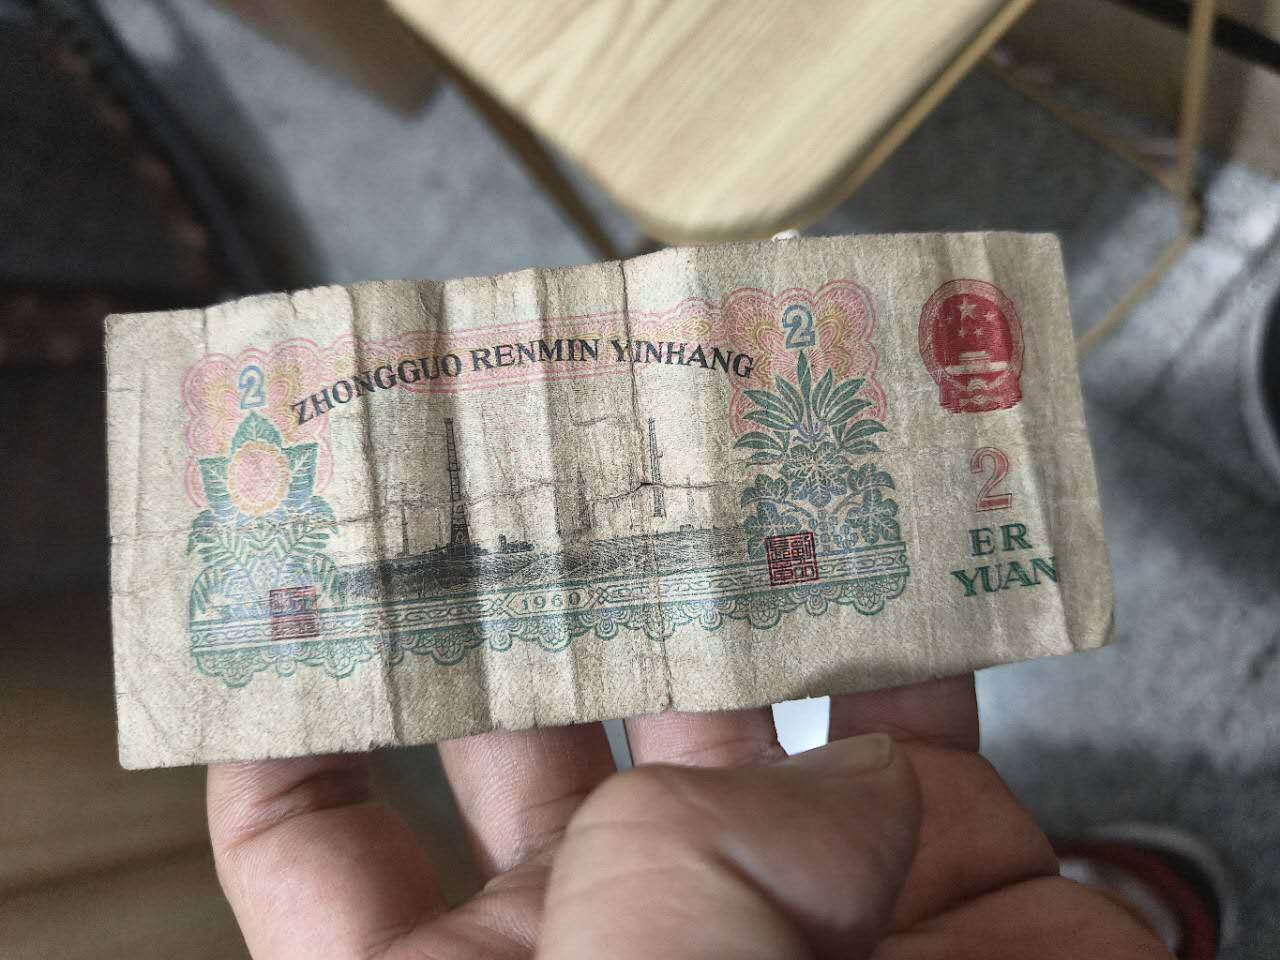 2
ZHONGGUO RENMIN YINHANG
2
2
ER
YUAN
1960